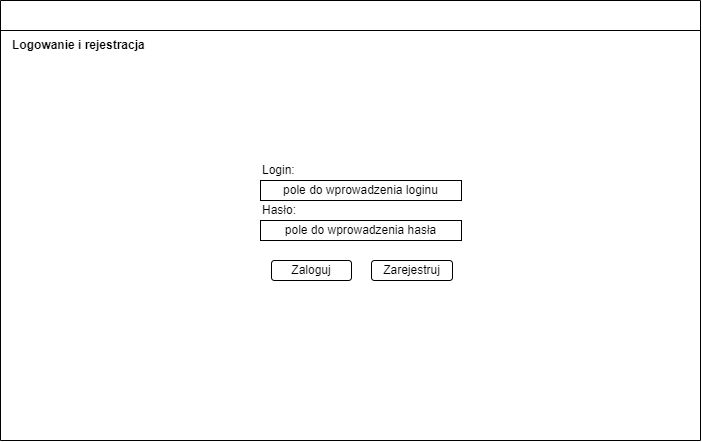 Logowanie i rejestracja
Login:
pole do wprowadzenia loginu
Hasło:
pole do wprowadzenia hasła
Zaloguj
Zarejestruj